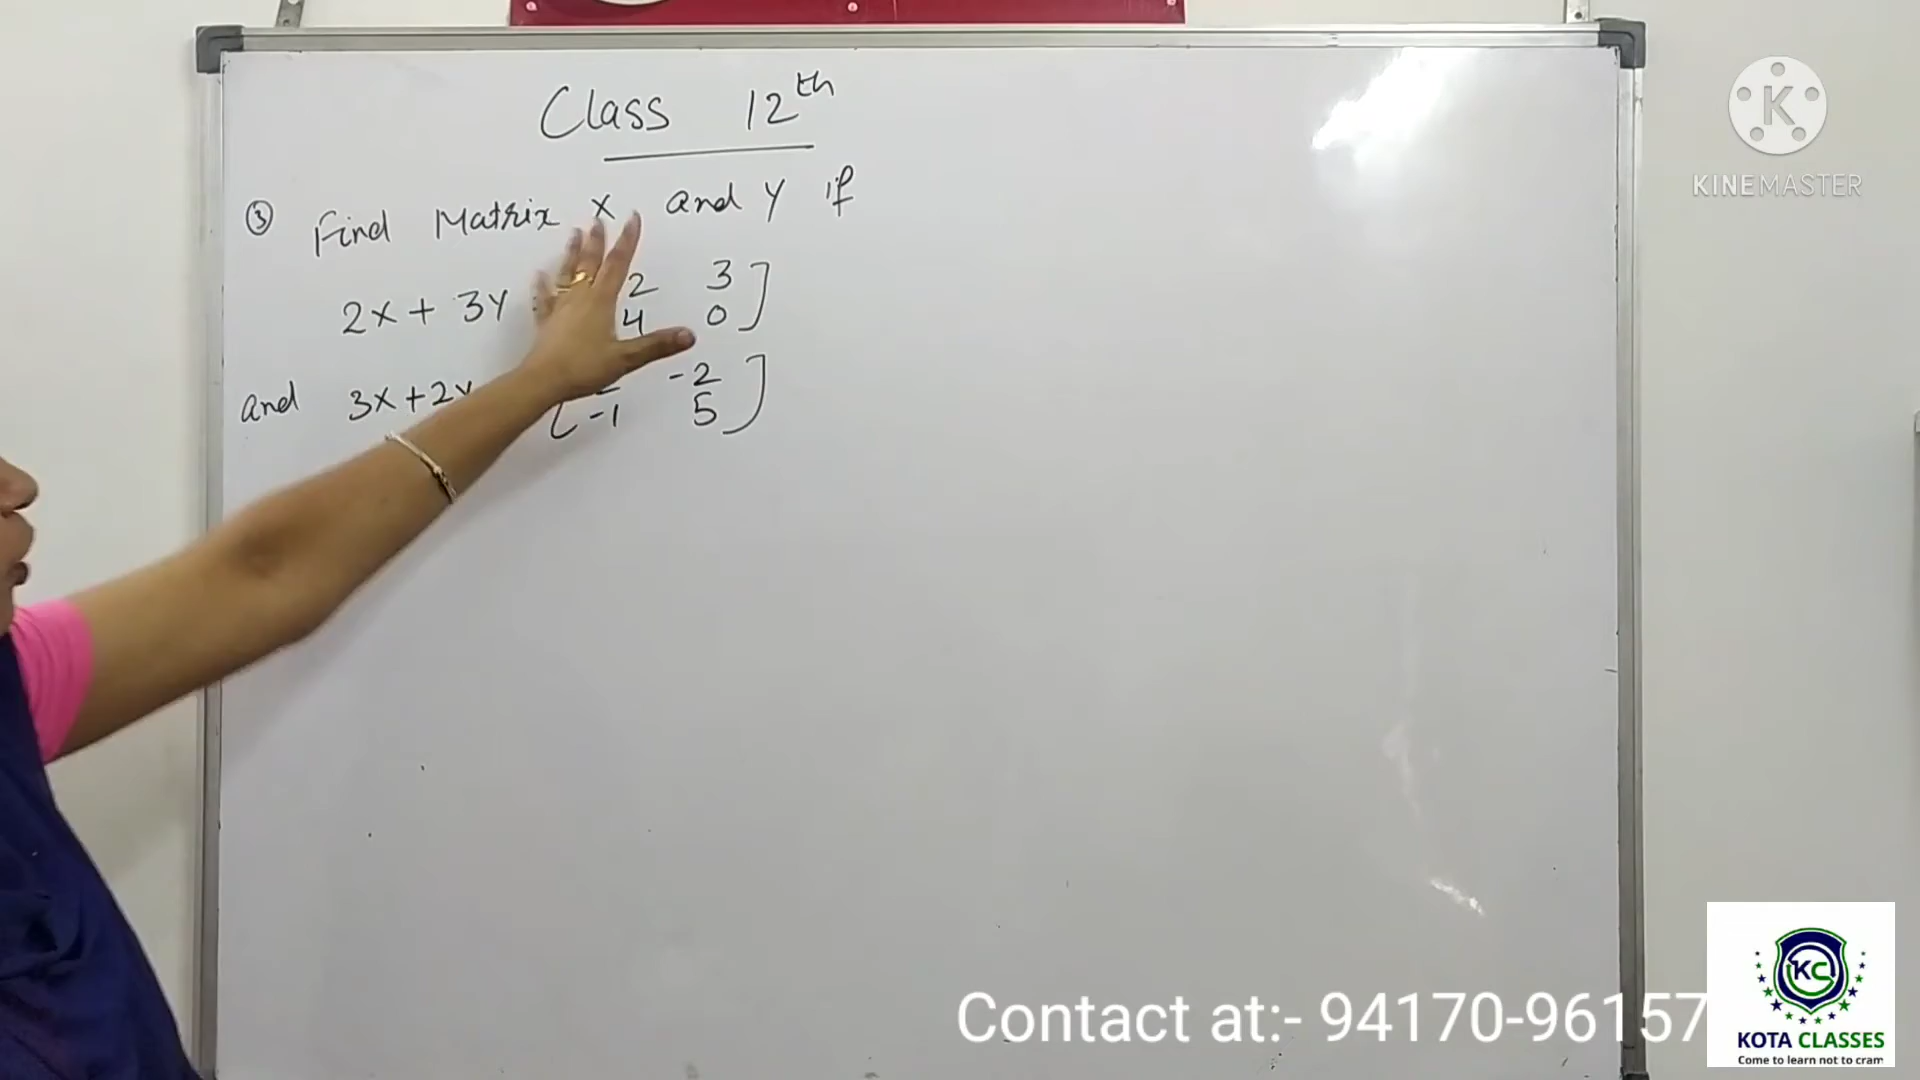 Class 12th
③ Find Matrix X and Y if
2X + 3Y 2 3
4 0
and 3X + 2Y -2
-1 5
KINEMASTER
Contact at:- 94170-96157
KC
KOTA CLASSES
Come to learn not to cram